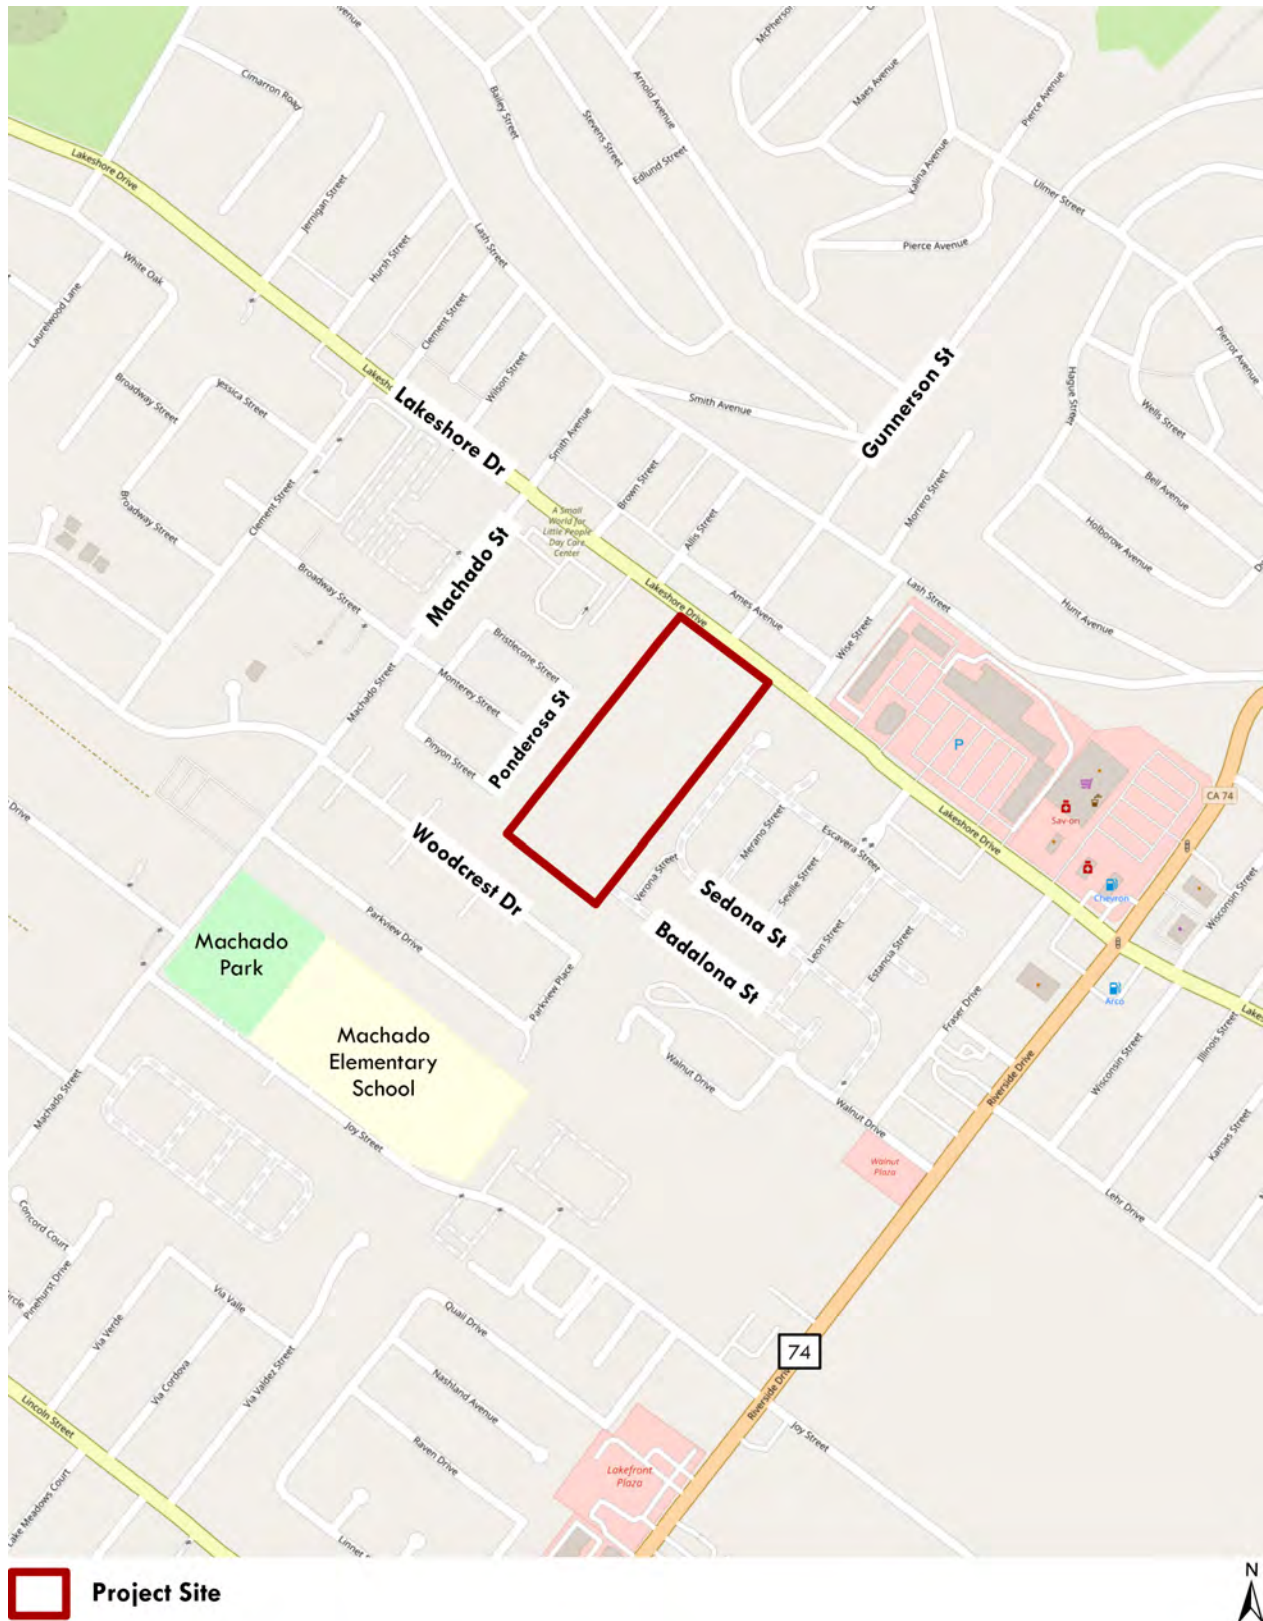 McPherson
Avenue
Cimarron Road
Bailey Street
Stevens Street
Arnold Avenue
Edlund Street
Maes Avenue
Kalina Avenue
Pierce Avenue
Ulmer Street
Pierce Avenue
Lakeshore Drive
Jernigan Street
Hursh Street
Lash Street
White Oak
Laurelwood Lane
Clement Street
Wilson Street
Pierrot Avenue
Gunnerson St
Smith Avenue
Hague Street
Wells Street
Broadway Street
Jessica Street
Lakesh
Lakeshore Dr
Smith Avenue
Brown Street
Allis Street
Morrero Street
Bell Avenue
Holborow Avenue
Broadway Street
Clement Street
A Small
World for
Little People
Day Care
Center
Machado St
Broadway Street
Lakeshore Drive
Ames Avenue
Wise Street
Lash Street
Hunt Avenue
Bristlecone Street
Monterey Street
Pinyon Street
Ponderosa St
Machado Street
P
CA 74
Sav-on
Drive
Woodcrest Dr
Verona Street
Merano Street
Escavera Street
Seville Street
Lakeshore Drive
Chevron
Wisconsin Street
Sedona St
Leon Street
Estancia Street
Parkview Drive
Machado
Park
Badalona St
Parkview Place
Fraser Drive
Arco
Lakes
Machado
Elementary
School
Walnut Drive
Walnut Drive
Riverside Drive
Wisconsin Street
Illinois Street
Kansas Street
Machado Street
Joy Street
Walnut
Plaza
Lehr Drive
Concord Court
Pinehurst Drive
ircle
Via Verde
Via Valle
Via Cordova
Via Valdez Street
Quail Drive
Nashland Avenue
74
Riverside Driv
Joy Street
Lincoln Street
Raven Drive
Lakefront
Plaza
Lake Meadows Court
Linnet
Project Site
N